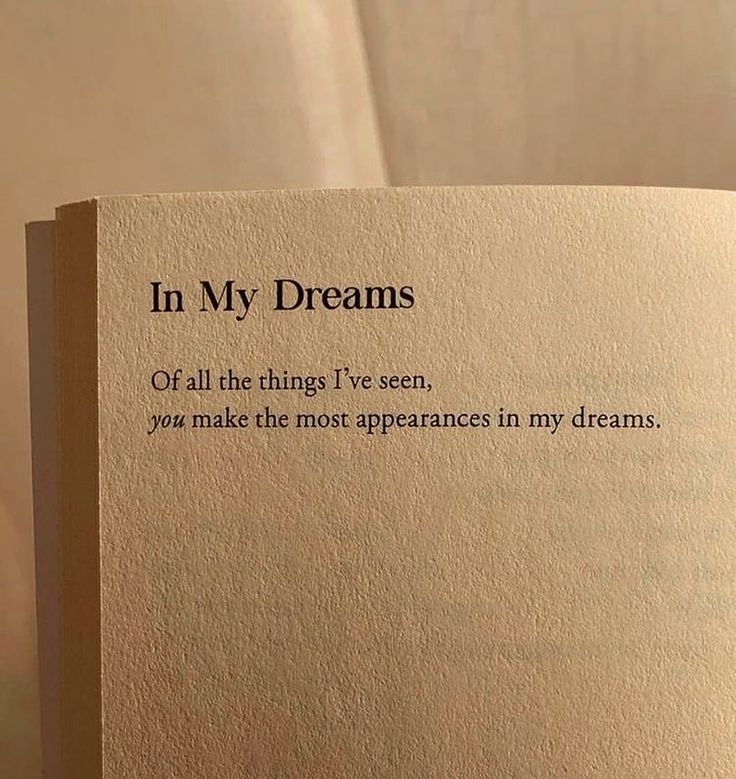 In My Dreams
Of all the things I've seen,
you make the most appearances in my dreams.